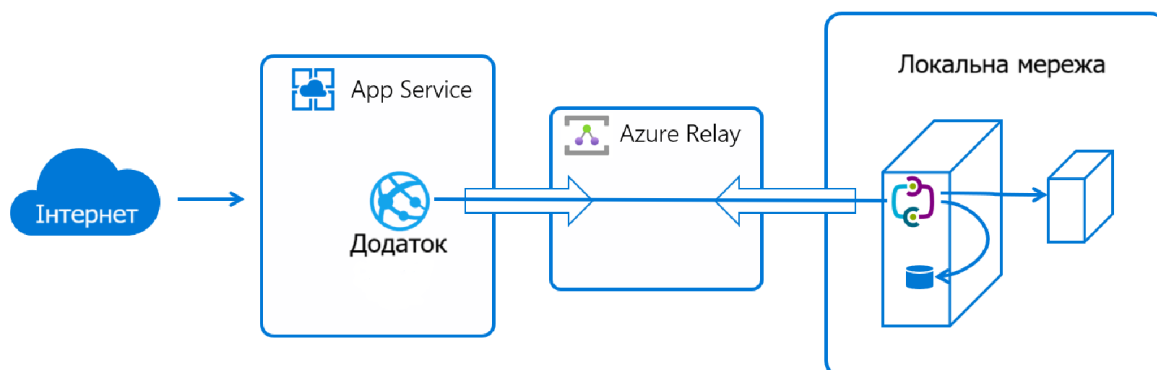 Інтернет
App Service
Додаток
Azure Relay
Локальна мережа